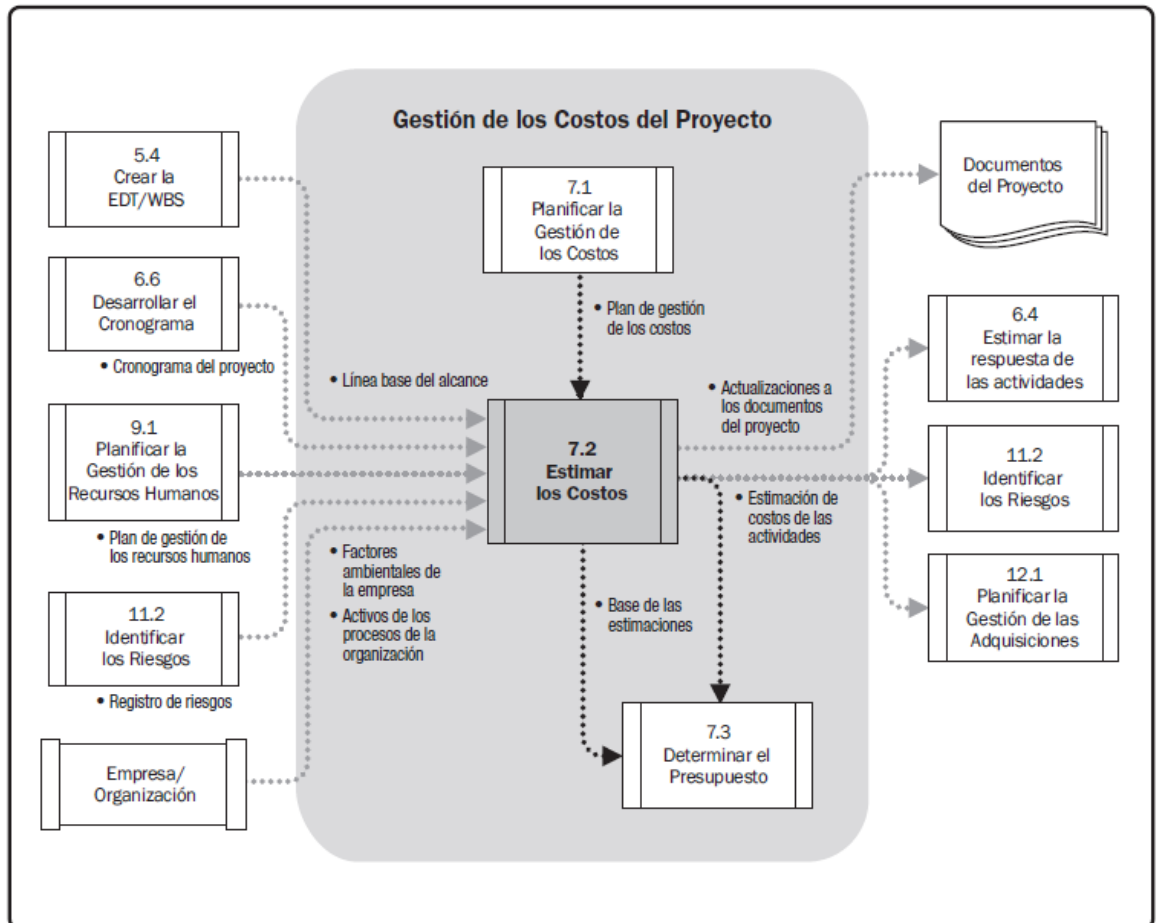 Gestión de los Costos del Proyecto
5.4
Crear la
EDT/WBS
6.6
Desarrollar el
Cronograma
• Cronograma del proyecto
9.1
Planificar la
Gestión de los
Recursos Humanos
• Plan de gestión de
los recursos humanos
11.2
Identificar
los Riesgos
• Registro de riesgos
Empresa/
Organización
7.1
Planificar la
Gestión de
los Costos
• Plan de gestión
de los costos
• Línea base del alcance
7.2
Estimar
los Costos
• Factores
ambientales de
la empresa
• Activos de los
procesos de la
organización
• Actualizaciones a
los documentos
del proyecto
• Estimación de
costos de las
actividades
• Base de las
estimaciones
7.3
Determinar el
Presupuesto
Documentos
del Proyecto
6.4
Estimar la
respuesta de
las actividades
11.2
Identificar
los Riesgos
12.1
Planificar la
Gestión de las
Adquisiciones